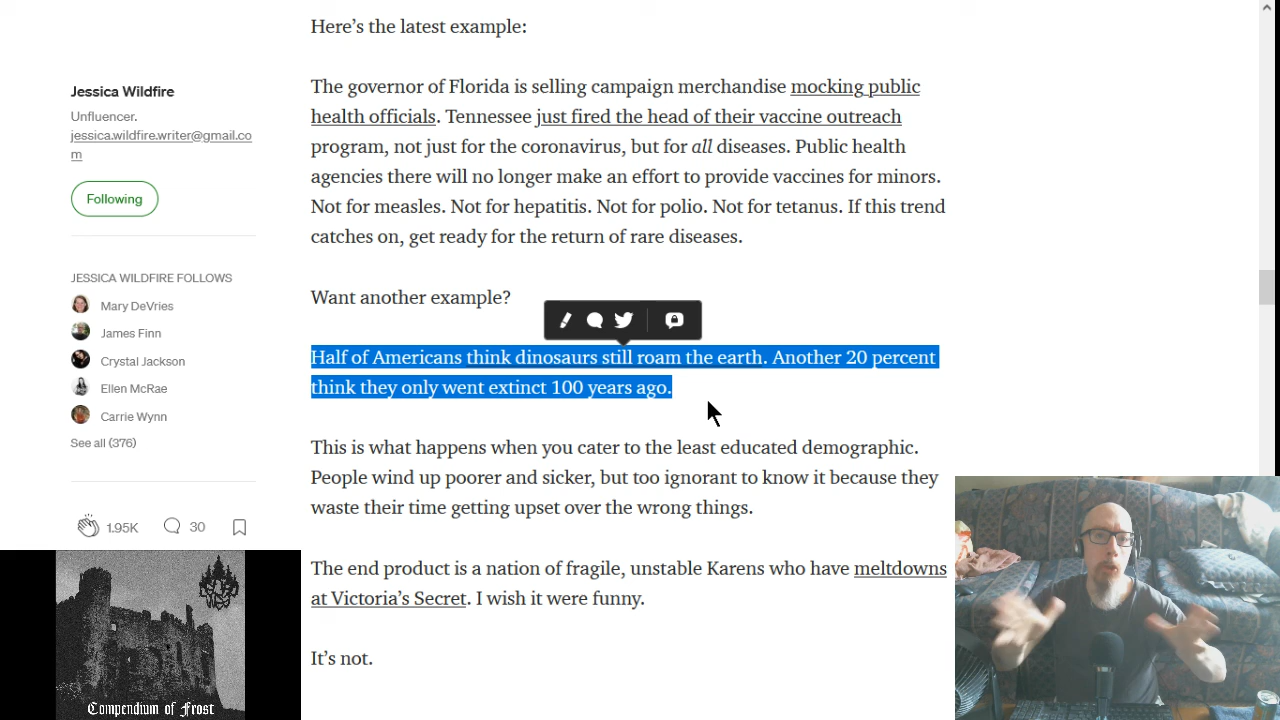 Here’s the latest example:
Jessica Wildfire
Unfluencer.
jessica.wildfire.writer@gmail.co
m
Following
JESSICA WILDFIRE FOLLOWS
Mary DeVries
James Finn
Crystal Jackson
Ellen McRae
Carrie Wynn
See all (376)
1.95K
30
The governor of Florida is selling campaign merchandise mocking public
health officials. Tennessee just fired the head of their vaccine outreach
program, not just for the coronavirus, but for all diseases. Public health
agencies there will no longer make an effort to provide vaccines for minors.
Not for measles. Not for hepatitis. Not for polio. Not for tetanus. If this trend
catches on, get ready for the return of rare diseases.
Want another example?
Half of Americans think dinosaurs still roam the earth. Another 20 percent
think they only went extinct 100 years ago.
This is what happens when you cater to the least educated demographic.
People wind up poorer and sicker, but too ignorant to know it because they
waste their time getting upset over the wrong things.
The end product is a nation of fragile, unstable Karens who have meltdowns
at Victoria’s Secret. I wish it were funny.
It’s not.
Compendium of Frost